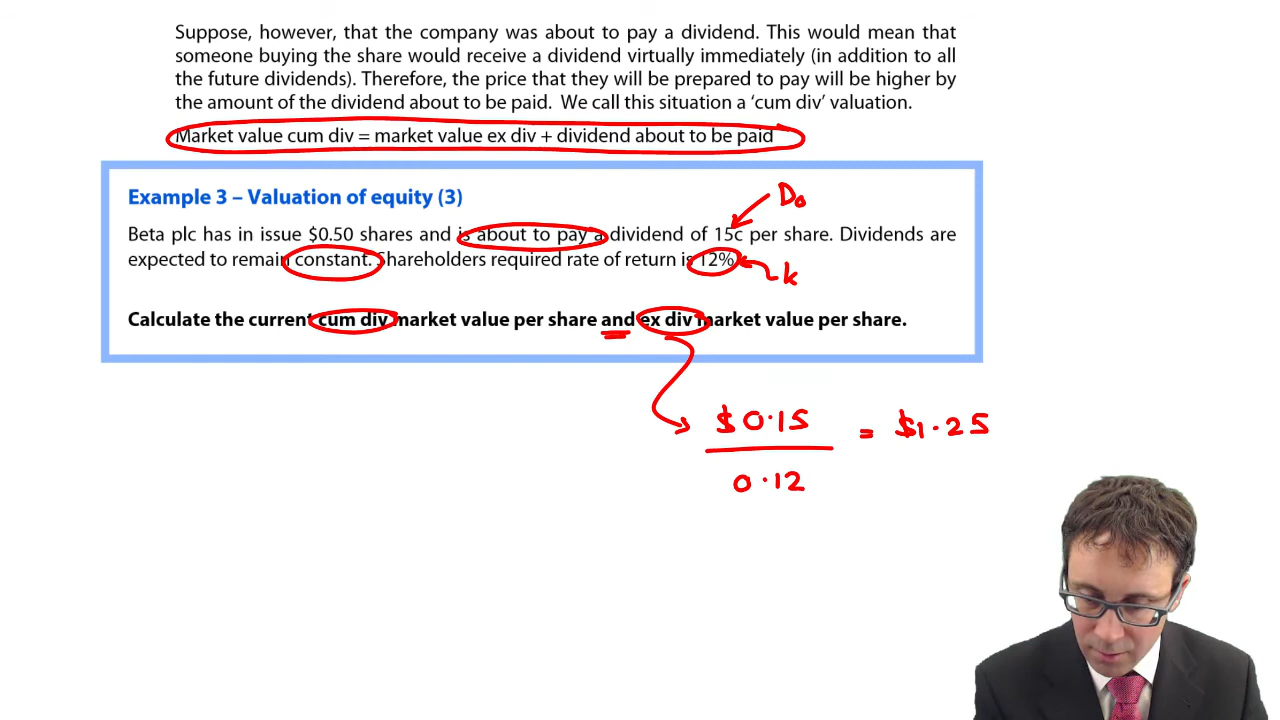 Suppose, however, that the company was about to pay a dividend. This would mean that
someone buying the share would receive a dividend virtually immediately (in addition to all
the future dividends). Therefore, the price that they will be prepared to pay will be higher by
the amount of the dividend about to be paid. We call this situation a ‘cum div’ valuation.
Market value cum div = market value ex div + dividend about to be paid
Example 3 – Valuation of equity (3)
D₀
Beta plc has in issue $0.50 shares and is about to pay a dividend of 15c per share. Dividends are
expected to remain constant. Shareholders required rate of return is 12%
k
Calculate the current cum div market value per share and ex div market value per share.
$0.15
= $1.25
0.12